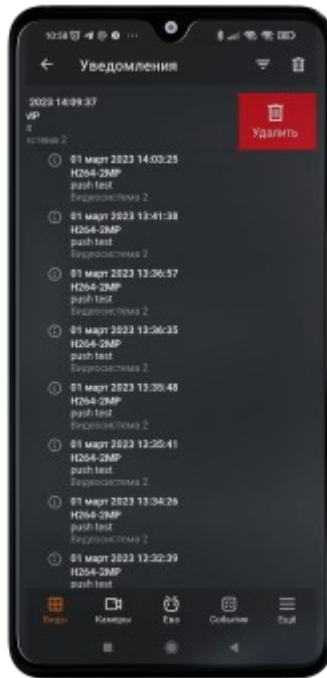 10:58
Уведомления
2023 14:09:37
Удалить
01 март 2023 14:03:25
H264-2MP
push test
Видеосистема 2
01 март 2023 13:41:38
H264-2MP
push test
Видеосистема 2
01 март 2023 13:36:57
H264-2MP
push test
Видеосистема 2
01 март 2023 13:36:35
H264-2MP
push test
Видеосистема 2
01 март 2023 13:35:48
H264-2MP
push test
Видеосистема 2
01 март 2023 13:35:41
H264-2MP
push test
Видеосистема 2
01 март 2023 13:34:26
H264-2MP
push test
Видеосистема 2
01 март 2023 13:32:39
H264-2MP
push test
Виды Камеры Ева События Ещё